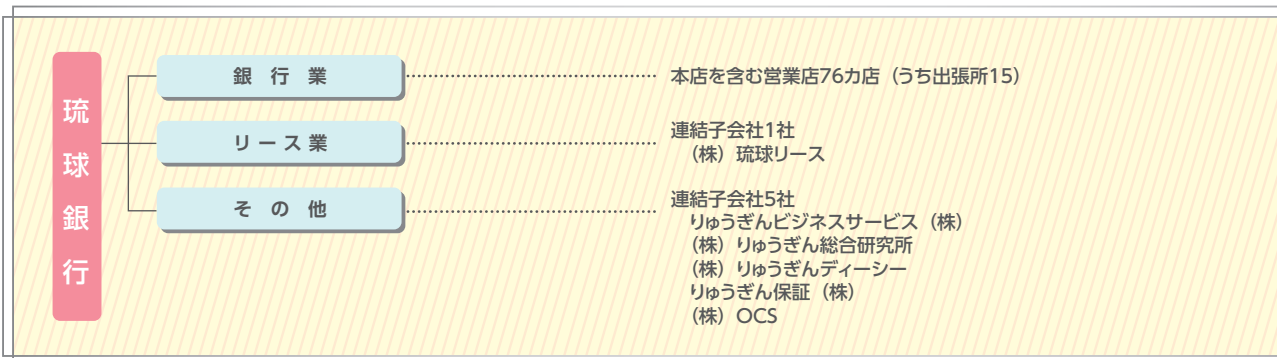 琉球銀行
銀行業
本店を含む営業店76カ店（うち出張所15）
リース業
連結子会社1社
（株）琉球リース
その他
連結子会社5社
りゅうぎんビジネスサービス（株）
（株）りゅうぎん総合研究所
（株）りゅうぎんディーシー
りゅうぎん保証（株）
（株）OCS